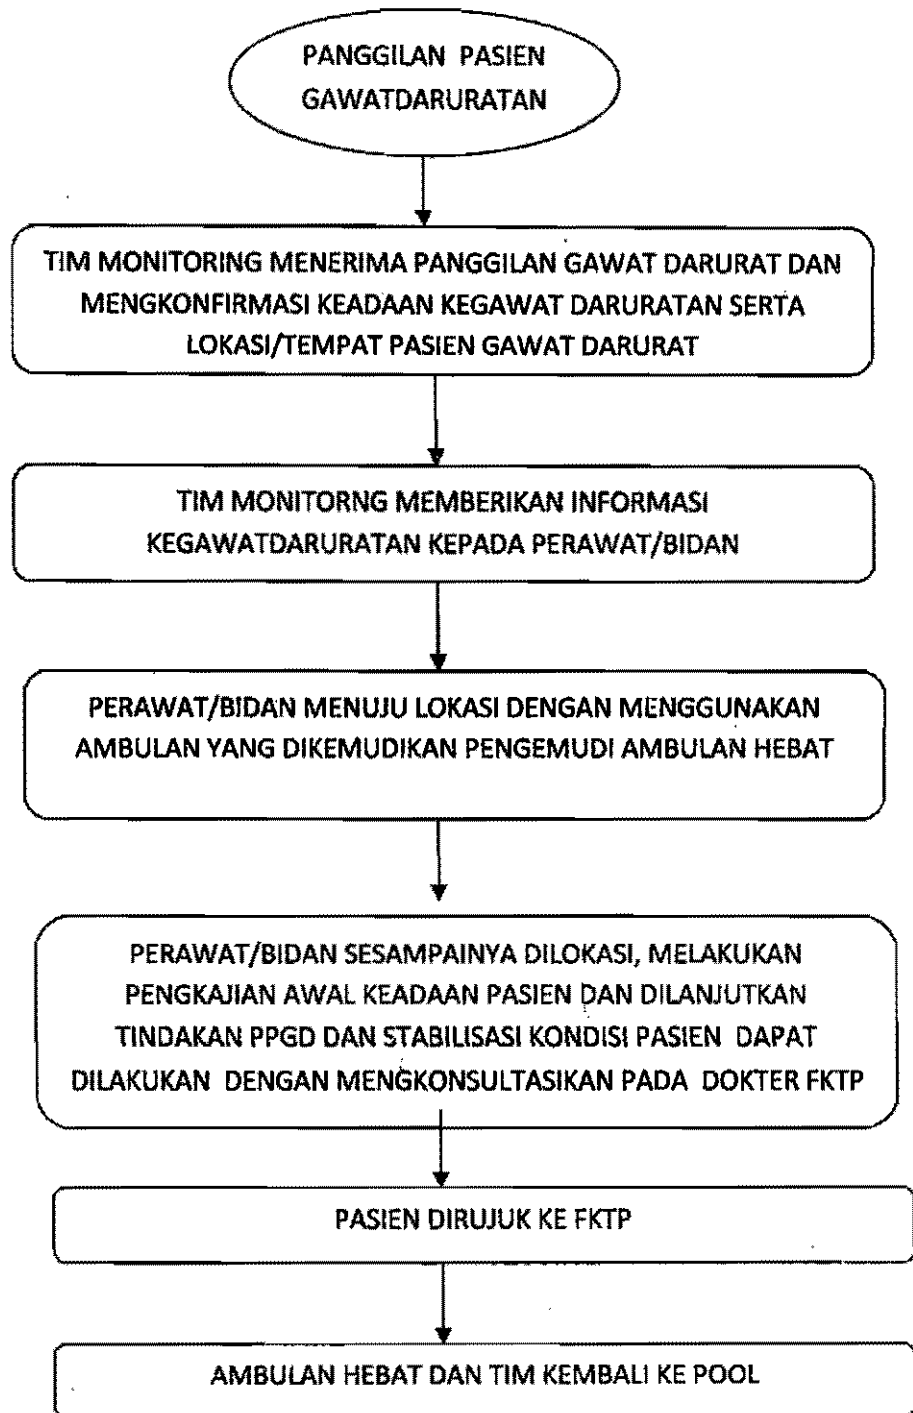 PANGGILAN PASIEN
GAWATDARURATAN
TIM MONITORING MENERIMA PANGGILAN GAWAT DARURAT DAN
MENGKONFIRMASI KEADAAN KEGAWAT DARURATAN SERTA
LOKASI/TEMPAT PASIEN GAWAT DARURAT
TIM MONITORNG MEMBERIKAN INFORMASI
KEGAWATDARURATAN KEPADA PERAWAT/BIDAN
PERAWAT/BIDAN MENUJU LOKASI DENGAN MENGGUNAKAN
AMBULAN YANG DIKEMUDIKAN PENGEMUDI AMBULAN HEBAT
PERAWAT/BIDAN SESAMPAINYA DILOKASI, MELAKUKAN
PENGKAJIAN AWAL KEADAAN PASIEN DAN DILANJUTKAN
TINDAKAN PPGD DAN STABILISASI KONDISI PASIEN DAPAT
DILAKUKAN DENGAN MENGKONSULTASIKAN PADA DOKTER FKTP
PASIEN DIRUJUK KE FKTP
AMBULAN HEBAT DAN TIM KEMBALI KE POOL